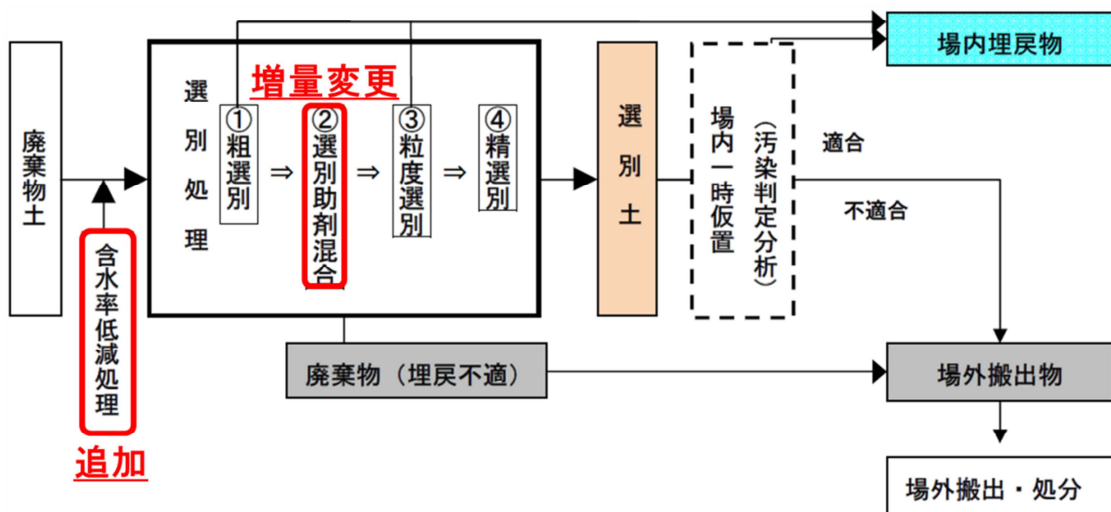 廃棄物土
含水率低減処理
追加
選別処理
増量変更
①粗選別
⇒
②選別助剤混合
⇒
③粒度選別
⇒
④精選別
廃棄物（埋戻不適）
選別土
（汚染判定分析）
場内一時仮置
適合
不適合
場内埋戻物
場外搬出物
場外搬出・処分